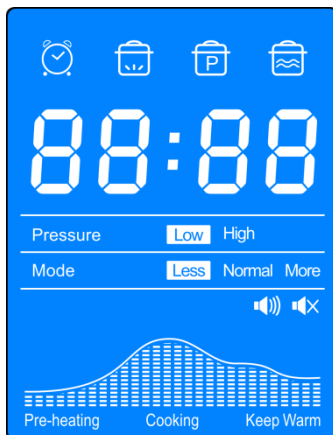 P
88:88
Pressure Low High
Mode Less Normal More
Pre-heating Cooking Keep Warm